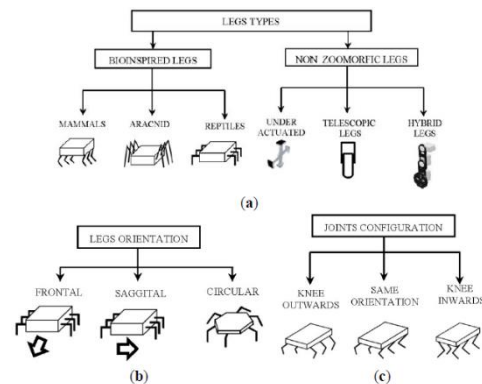 LEGS TYPES
BIOINSPIRED LEGS
NON ZOOMORFIC LEGS
MAMMALS
ARACNID
REPTILES
UNDER
ACTUATED
TELESCOPIC
LEGS
HYBRID
LEGS
(a)
LEGS ORIENTATION
FRONTAL
SAGGITAL
CIRCULAR
(b)
JOINTS CONFIGURATION
KNEE
OUTWARDS
SAME
ORIENTATION
KNEE
INWARDS
(c)